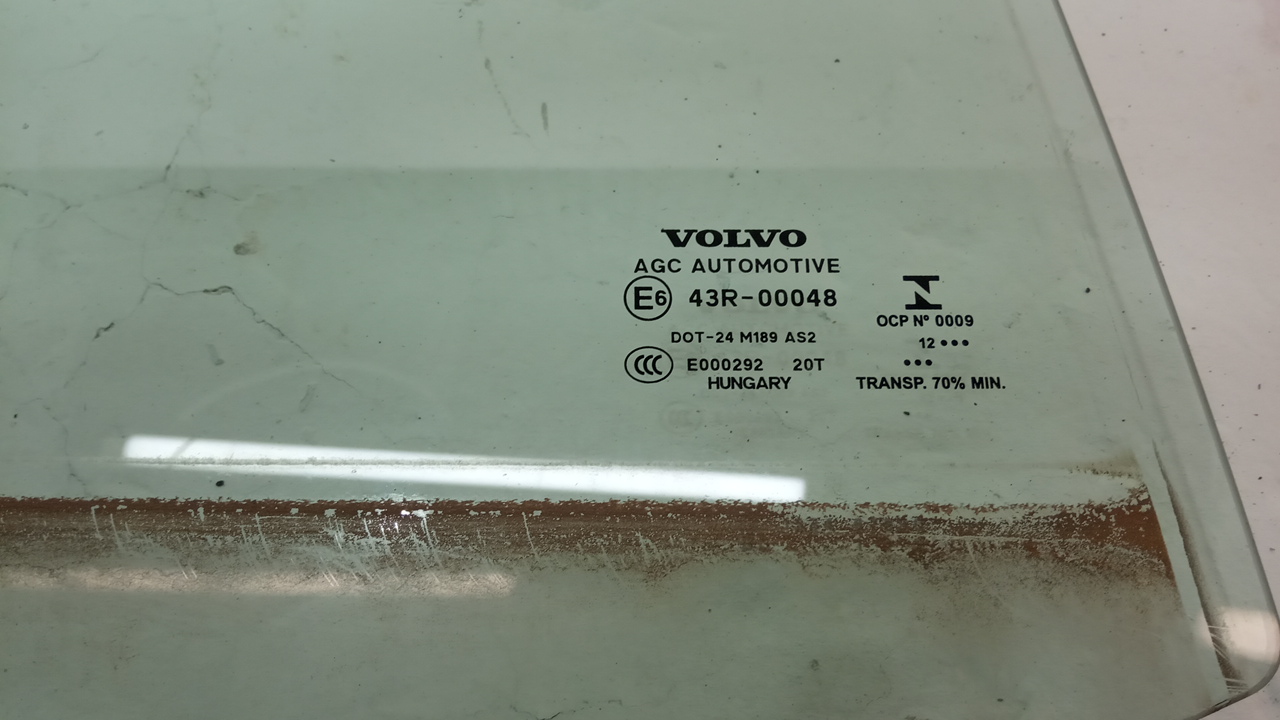 VOLVO
AGC AUTOMOTIVE
E6 43R-00048
DOT-24 M189 AS2
CCC E000292 20T
HUNGARY
OCP Nº 0009
12 •••
•••
TRANSP. 70% MIN.